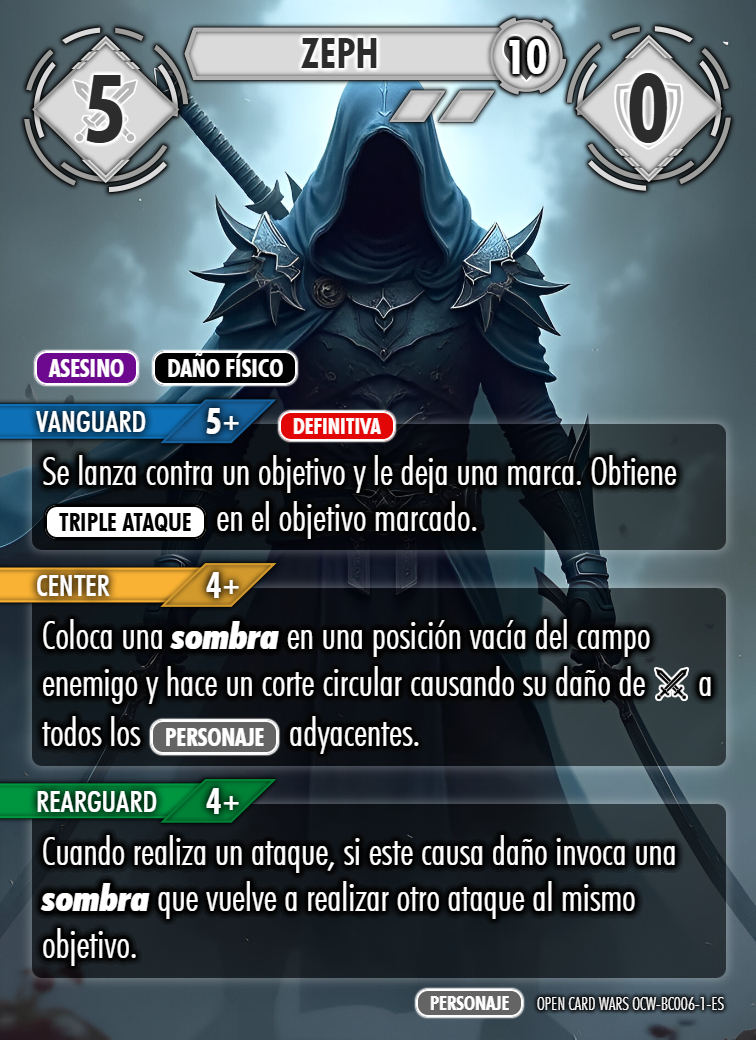 ZEPH
10
5
0
ASESINO
DAÑO FÍSICO
VANGUARD 5+ DEFINITIVA
Se lanza contra un objetivo y le deja una marca. Obtiene
TRIPLE ATAQUE en el objetivo marcado.
CENTER 4+
Coloca una sombra en una posición vacía del campo
enemigo y hace un corte circular causando su daño de a
todos los PERSONAJE adyacentes.
REARGUARD 4+
Cuando realiza un ataque, si este causa daño invoca una
sombra que vuelve a realizar otro ataque al mismo
objetivo.
PERSONAJE OPEN CARD WARS OCW-BC006-1-ES